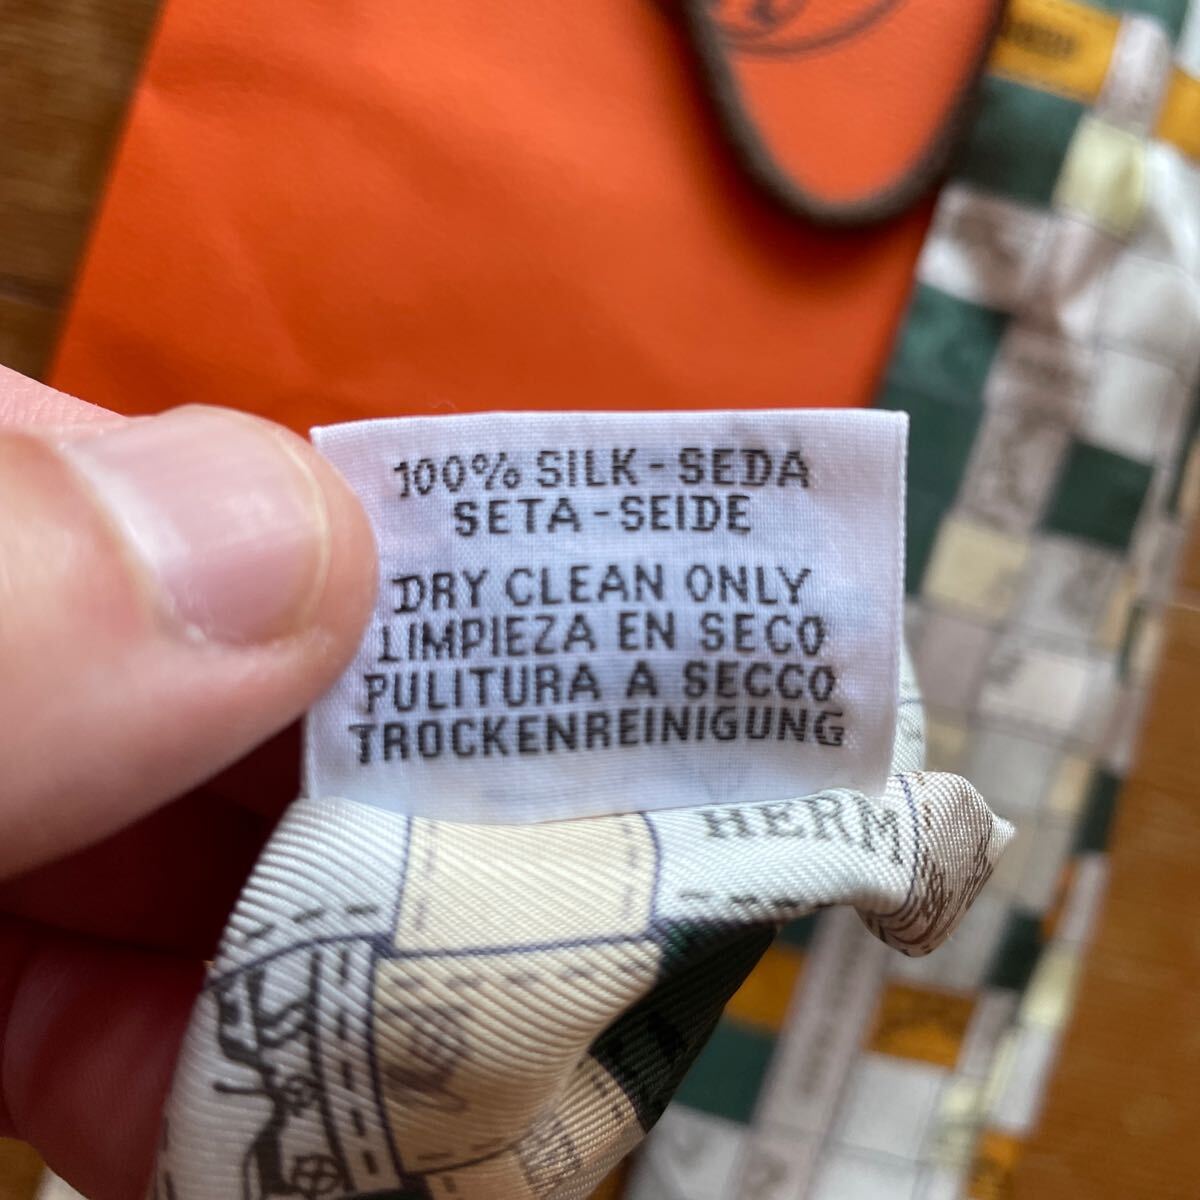 100% SILK - SEDA
SETA - SEIDE
DRY CLEAN ONLY
LIMPIEZA EN SECO
PULITURA A SECCO
TROCKENREINIGUNG
HERM